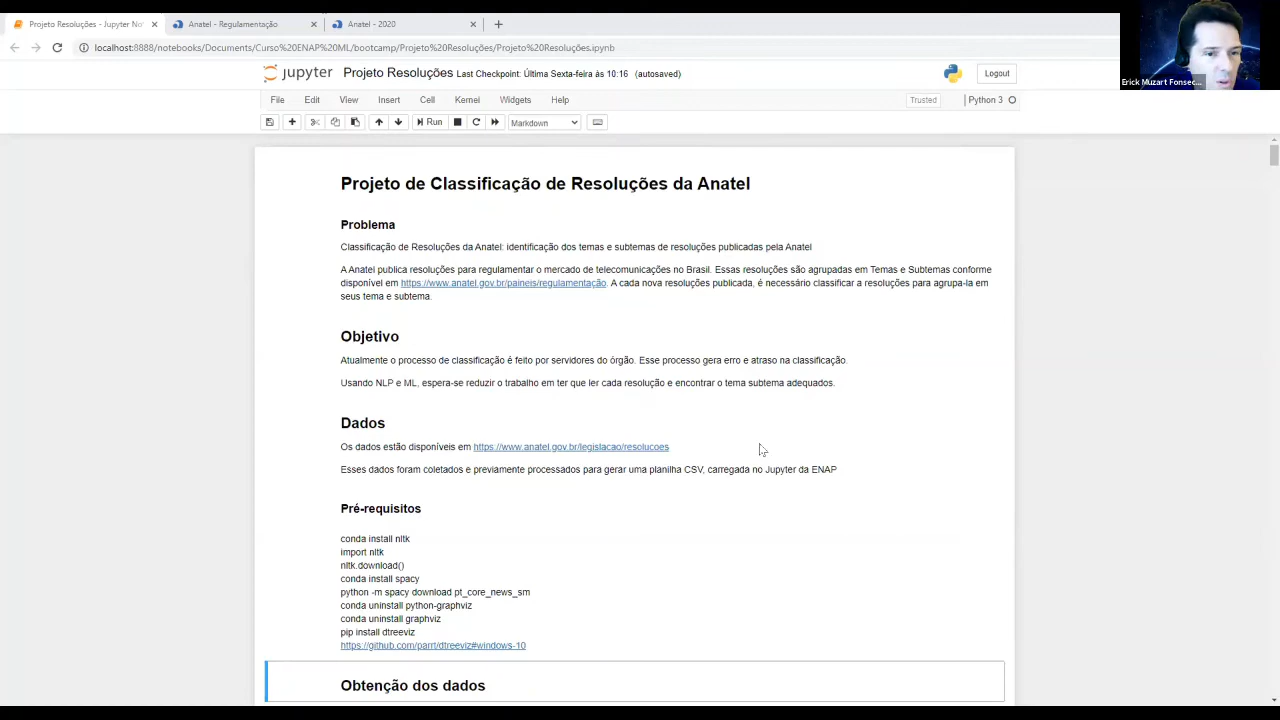 Projeto Resoluções - Jupyter No
Anatel - Regulamentação
Anatel - 2020
localhost:8888/notebooks/Documents/Curso%20ENAP%20ML/bootcamp/Projeto%20Resoluções/Projeto%20Resoluções.ipynb
Erick Muzart Fonsec...
jupyter Projeto Resoluções Last Checkpoint: Última Sexta-feira às 10:16 (autosaved)
Logout
File Edit View Insert Cell Kernel Widgets Help
Trusted
Python 3
Run
Markdown
Projeto de Classificação de Resoluções da Anatel
Problema
Classificação de Resoluções da Anatel: identificação dos temas e subtemas de resoluções publicadas pela Anatel
A Anatel publica resoluções para regulamentar o mercado de telecomunicações no Brasil. Essas resoluções são agrupadas em Temas e Subtemas conforme
disponível em https://www.anatel.gov.br/paineis/regulamentação. A cada nova resoluções publicada, é necessário classificar a resoluções para agrupa-la em
seus tema e subtema.
Objetivo
Atualmente o processo de classificação é feito por servidores do órgão. Esse processo gera erro e atraso na classificação.
Usando NLP e ML, espera-se reduzir o trabalho em ter que ler cada resolução e encontrar o tema subtema adequados.
Dados
Os dados estão disponíveis em https://www.anatel.gov.br/legislacao/resolucoes
Esses dados foram coletados e previamente processados para gerar uma planilha CSV, carregada no Jupyter da ENAP
Pré-requisitos
conda install nltk
import nltk
nltk.download()
conda install spacy
python -m spacy download pt_core_news_sm
conda uninstall python-graphviz
conda uninstall graphviz
pip install dtreeviz
https://github.com/parrt/dtreeviz#windows-10
Obtenção dos dados